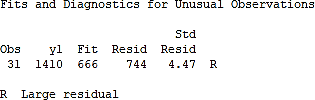 Fits and Diagnostics for Unusual Observations
Std
Obs y1 Fit Resid Resid
31 1410 666 744 4.47 R
R Large residual